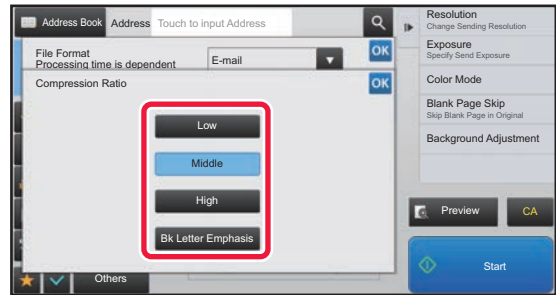 Address Book
Address
Touch to input Address
File Format
Processing time is dependent
E-mail
OK
Compression Ratio
OK
Low
Middle
High
Bk Letter Emphasis
Others
Resolution
Change Sending Resolution
Exposure
Specify Send Exposure
Color Mode
Blank Page Skip
Skip Blank Page in Original
Background Adjustment
Preview
CA
Start